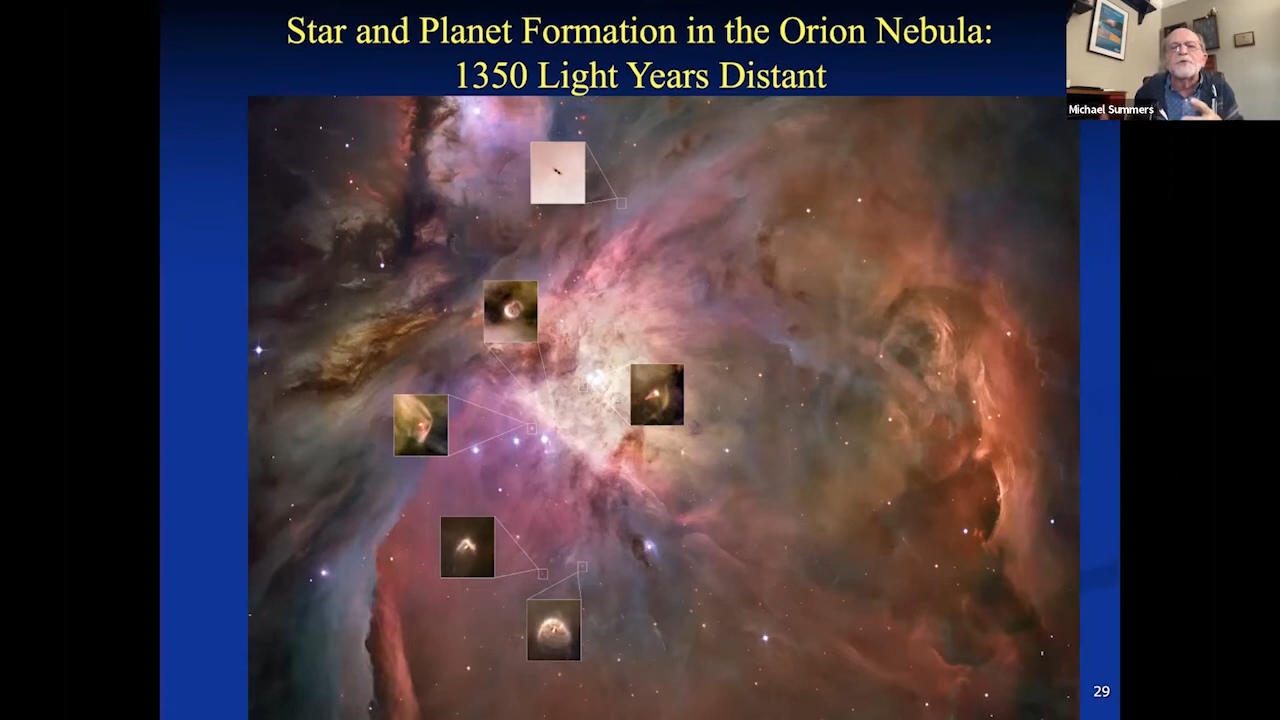 Star and Planet Formation in the Orion Nebula:
1350 Light Years Distant
Michael Summers
29